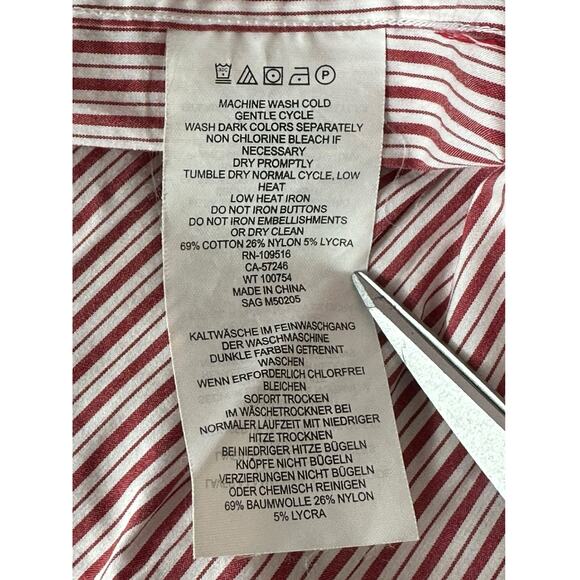 P
MACHINE WASH COLD
GENTLE CYCLE
WASH DARK COLORS SEPARATELY
NON CHLORINE BLEACH IF
NECESSARY
DRY PROMPTLY
TUMBLE DRY NORMAL CYCLE, LOW
HEAT
LOW HEAT IRON
DO NOT IRON BUTTONS
DO NOT IRON EMBELLISHMENTS
OR DRY CLEAN
69% COTTON 26% NYLON 5% LYCRA
RN-109516
CA-57246
WT 100754
MADE IN CHINA
SAG M50205
KALTWÄSCHE IM FEINWASCHGANG
DER WASCHMASCHINE
DUNKLE FARBEN GETRENNT
WASCHEN
WENN ERFORDERLICH CHLORFREI
BLEICHEN
SOFORT TROCKEN
IM WÄSCHETROCKNER BEI
NORMALER LAUFZEIT MIT NIEDRIGER
HITZE TROCKNEN
BEI NIEDRIGER HITZE BÜGELN
KNÖPFE NICHT BÜGELN
VERZIERUNGEN NICHT BÜGELN
ODER CHEMISCH REINIGEN
69% BAUMWOLLE 26% NYLON
5% LYCRA